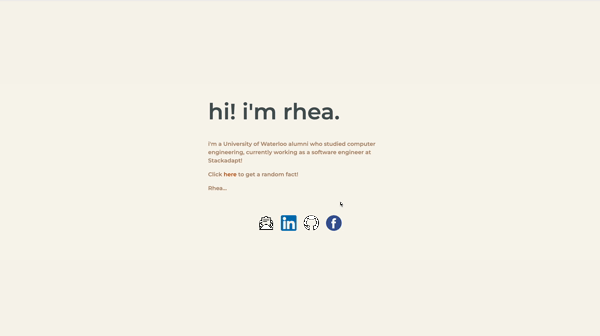 hi! i'm rhea.
i'm a University of Waterloo alumni who studied computer
engineering, currently working as a software engineer at
Stackadapt!
Click here to get a random fact!
Rhea...
in
f